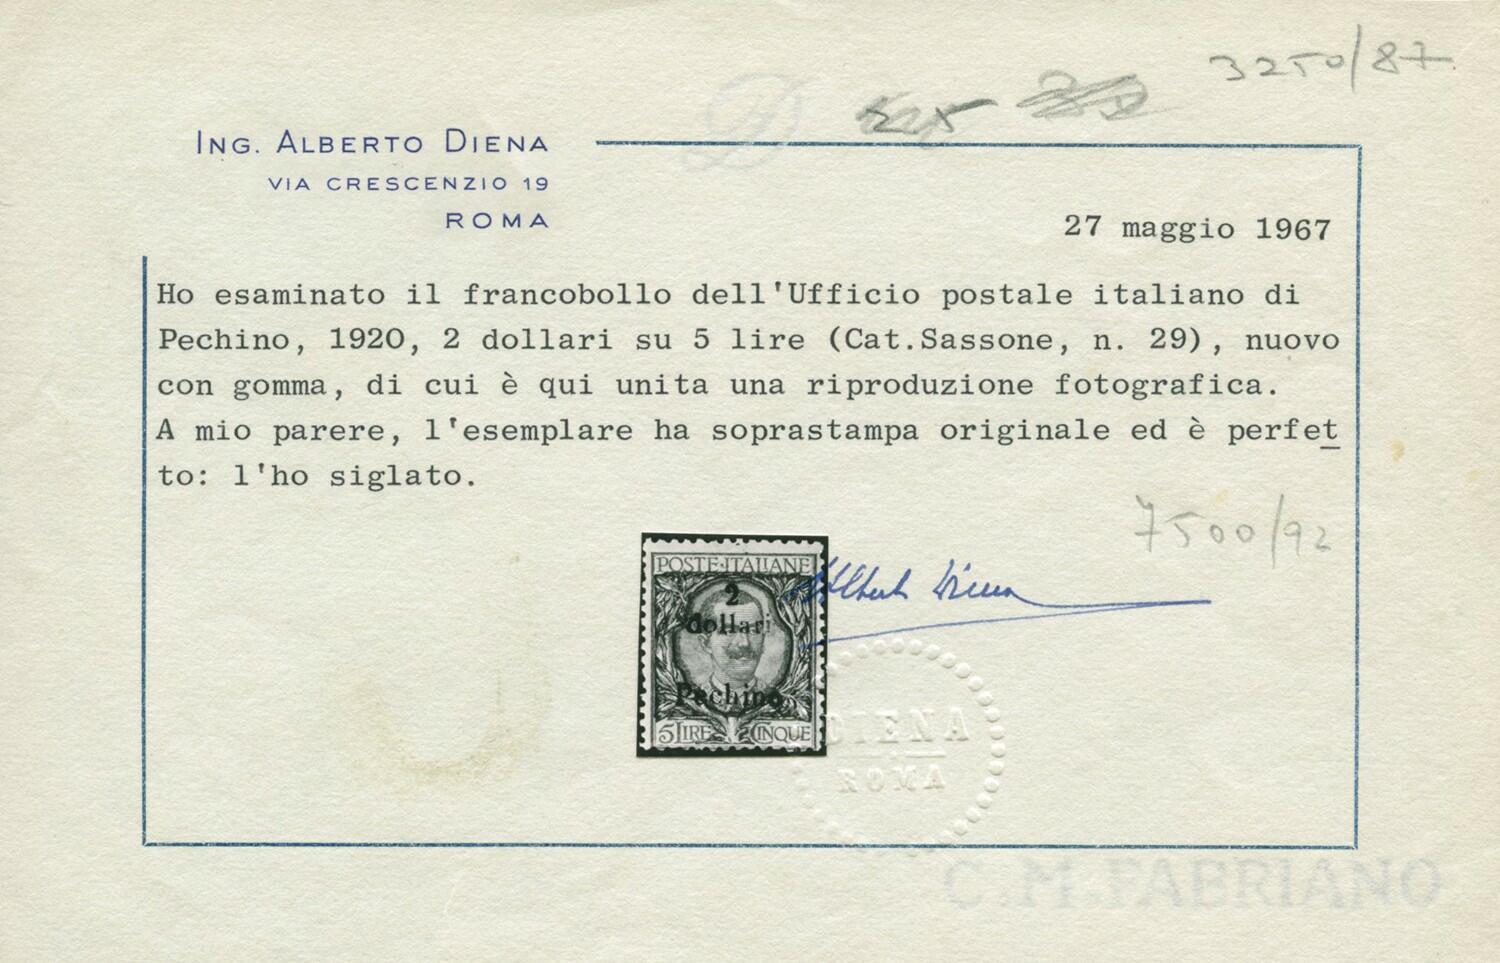 3250/87
ING. ALBERTO DIENA
VIA CRESCENZIO 19
ROMA
27 maggio 1967
Ho esaminato il francobollo dell'Ufficio postale italiano di
Pechino, 1920, 2 dollari su 5 lire (Cat.Sassone, n. 29), nuovo
con gomma, di cui è qui unita una riproduzione fotografica.
A mio parere, l'esemplare ha soprastampa originale ed è perfet
to: l'ho siglato.
7500/92
POSTE·ITALIANE
2
dollari
Pechino
5 LIRE CINQUE
Alberto Diena
DIENA
ROMA
C.M.FABRIANO